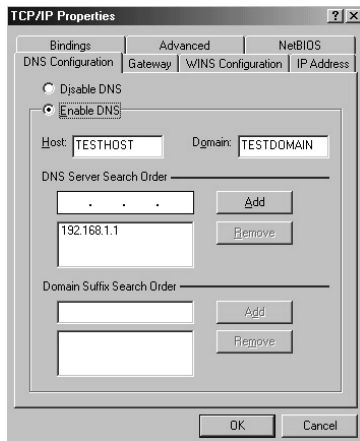 TCP/IP Properties
Bindings Advanced NetBIOS
DNS Configuration Gateway WINS Configuration IP Address
Disable DNS
Enable DNS
Host: TESTHOST Domain: TESTDOMAIN
DNS Server Search Order
. . . Add
192.168.1.1 Remove
Domain Suffix Search Order
Add
Remove
OK Cancel